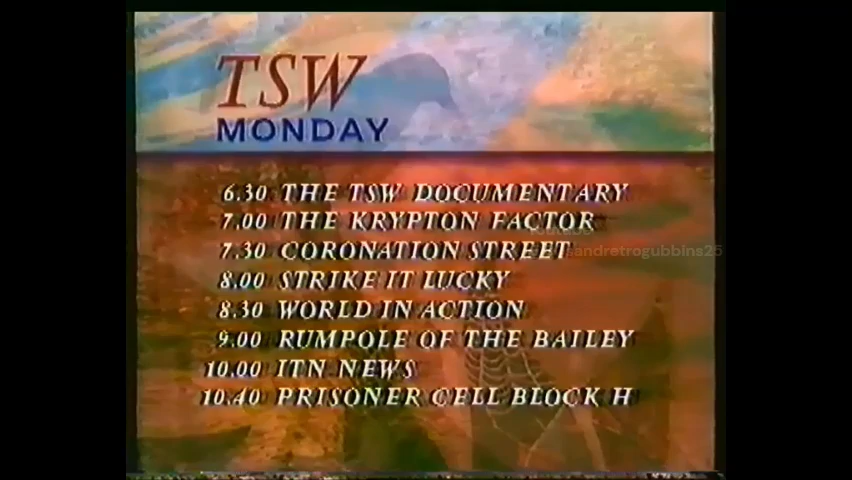 TSW
MONDAY
6.30 THE TSW DOCUMENTARY
7.00 THE KRYPTON FACTOR
7.30 CORONATION STREET
8.00 STRIKE IT LUCKY
8.30 WORLD IN ACTION
9.00 RUMPOLE OF THE BAILEY
10.00 ITN NEWS
10.40 PRISONER CELL BLOCK H